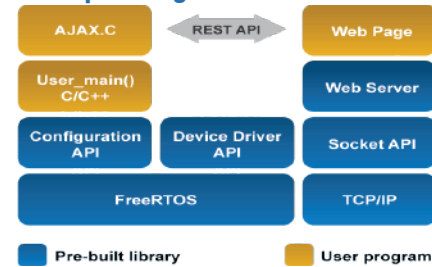 AJAX.C
REST API
Web Page
User_main()
C/C++
Web Server
Configuration
API
Device Driver
API
Socket API
FreeRTOS
TCP/IP
Pre-built library
User program